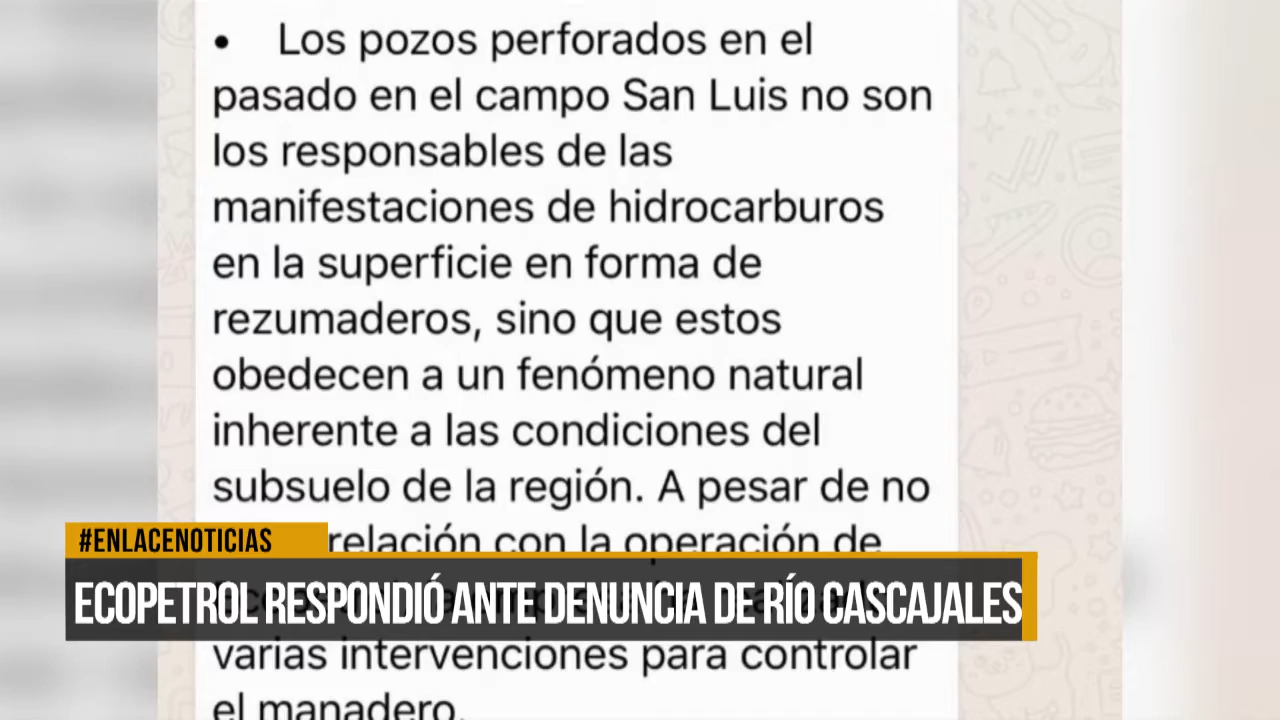 • Los pozos perforados en el
pasado en el campo San Luis no son
los responsables de las
manifestaciones de hidrocarburos
en la superficie en forma de
rezumaderos, sino que estos
obedecen a un fenómeno natural
inherente a las condiciones del
subsuelo de la región. A pesar de no
relación con la operación de
#ENLACENOTICIAS
ECOPETROL RESPONDIÓ ANTE DENUNCIA DE RÍO CASCAJALES
varias intervenciones para controlar
el manadero.